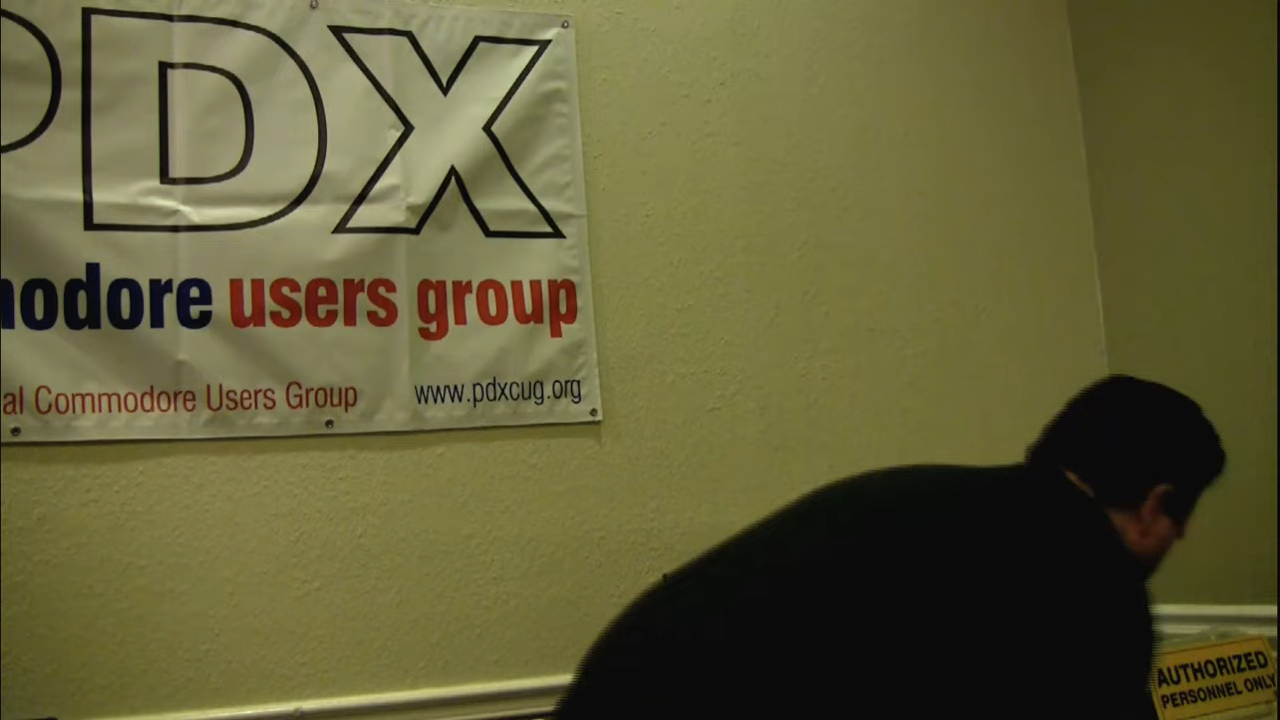 PDX
modore users group
al Commodore Users Group
www.pdxcug.org
AUTHORIZED
PERSONNEL ONLY